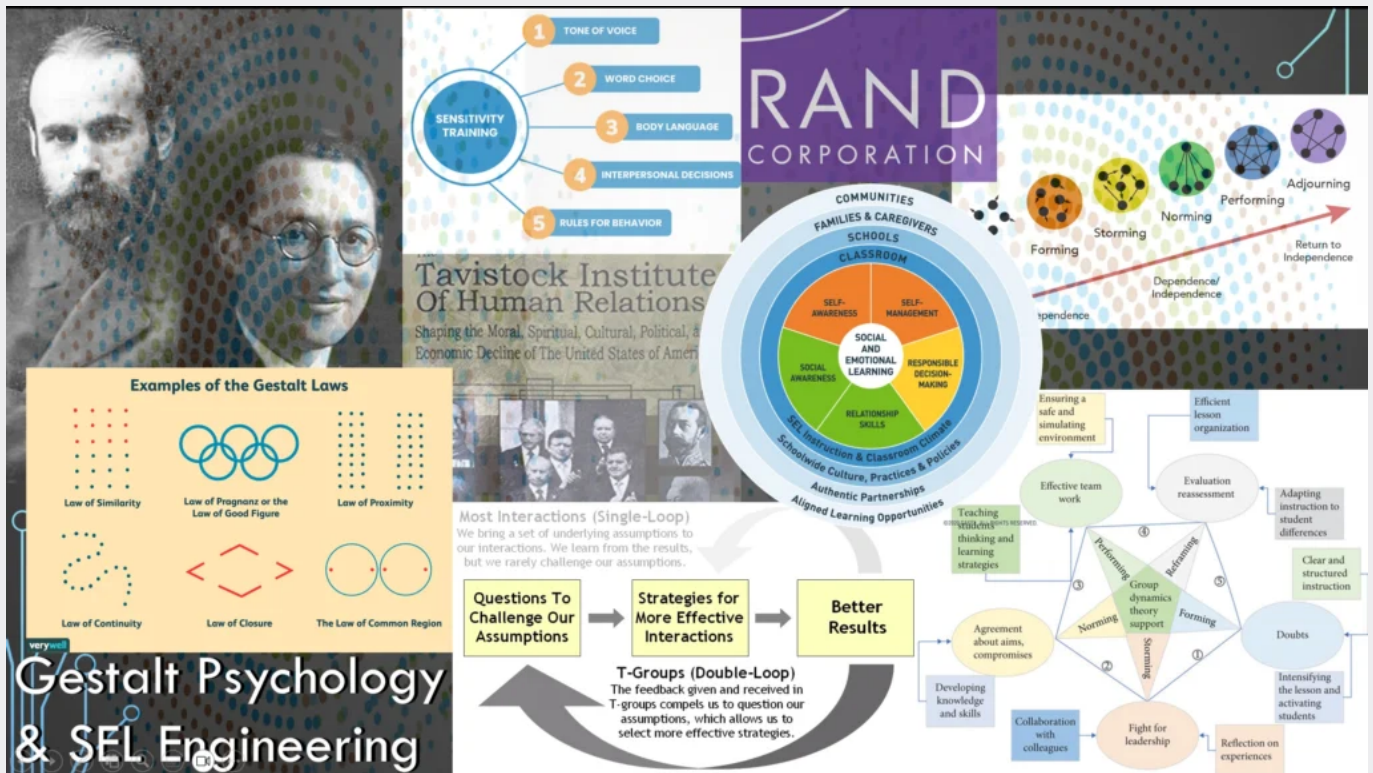 1
TONE OF VOICE
2
WORD CHOICE
SENSITIVITY
TRAINING
3
BODY LANGUAGE
4
INTERPERSONAL DECISIONS
5
RULES FOR BEHAVIOR
RAND
CORPORATION
Forming
Storming
Norming
Performing
Adjourning
Dependence/
Independence
Return to
Independence
Tavistock Institute
Of Human Relations
Shaping the Moral, Spiritual, Cultural, Political,
Economic Decline of The United States of
COMMUNITIES
FAMILIES & CAREGIVERS
SCHOOLS
CLASSROOM
SELF-
AWARENESS
SELF-
MANAGEMENT
SOCIAL
AND
EMOTIONAL
LEARNING
SOCIAL
AWARENESS
RESPONSIBLE
DECISION-
MAKING
RELATIONSHIP
SKILLS
SEL Instruction & Classroom Climate
Schoolwide Culture, Practices & Policies
Authentic Partnerships
Aligned Learning Opportunities
Examples of the Gestalt Laws
Law of Similarity
Law of Pragnanz or the
Law of Good Figure
Law of Proximity
Law of Continuity
Law of Closure
The Law of Common Region
verywell
Gestalt Psychology
& SEL Engineering
Most Interactions (Single-Loop)
We bring a set of underlying assumptions to
our interactions. We learn from the results,
but we rarely challenge our assumptions.
Questions To
Challenge Our
Assumptions
Strategies for
More Effective
Interactions
Better
Results
T-Groups (Double-Loop)
The feedback given and received in
T-groups compels us to question our
assumptions, which allows us to
select more effective strategies.
Ensuring a
safe and
simulating
environment
Efficient
lesson
organization
Effective team
work
Evaluation
reassessment
Teaching
students
thinking and
learning
strategies
Adapting
instruction to
student
differences
Clear and
structured
instruction
④
③
⑤
②
①
Performing
Reframing
Group
dynamics
theory
support
Norming
Forming
Storming
Agreement
about aims,
compromises
Doubts
Developing
knowledge
and skills
Intensifying
the lesson and
activating
students
Collaboration
with
colleagues
Fight for
leadership
Reflection on
experiences